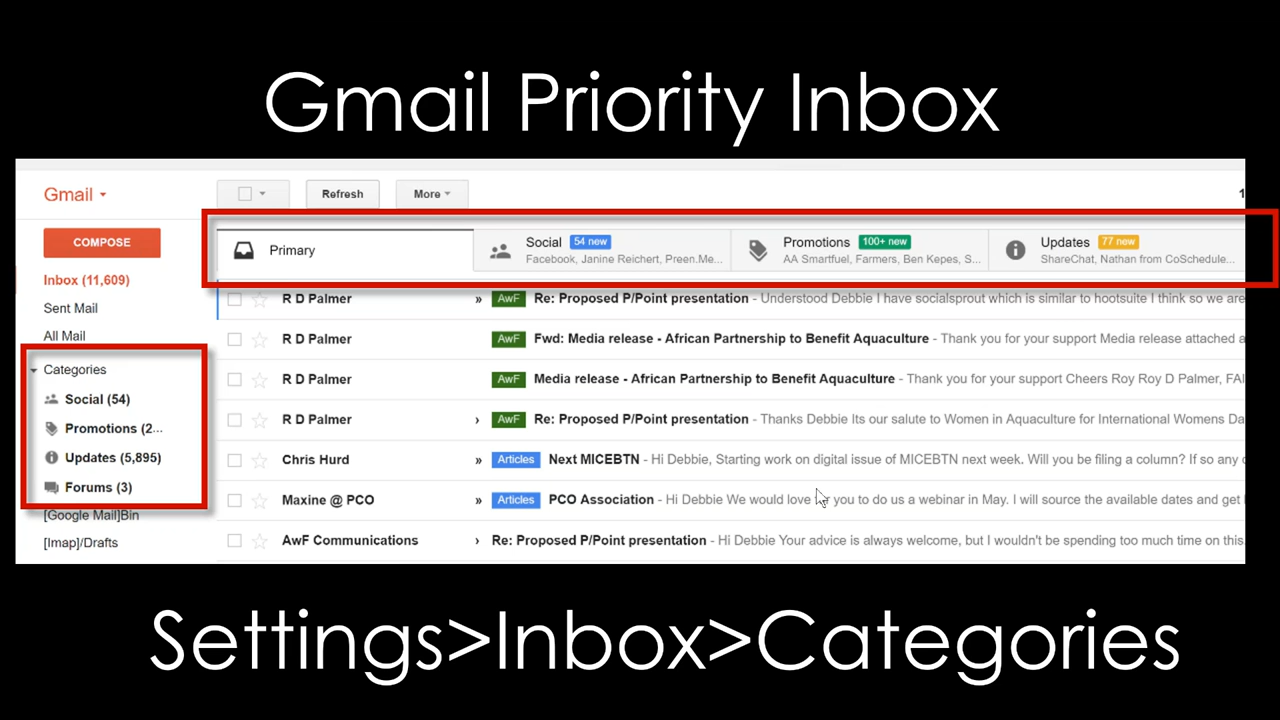 Gmail Priority Inbox
Gmail
Refresh
More
1
COMPOSE
Primary
Social 54 new
Facebook, Janine Reichert, Preen.Me...
Promotions 100+ new
AA Smartfuel, Farmers, Ben Kepes, S...
Updates 77 new
ShareChat, Nathan from CoSchedule...
Inbox (11,609)
Sent Mail
All Mail
Categories
Social (54)
Promotions (2...
Updates (5,895)
Forums (3)
[Google Mail]Bin
[Imap]/Drafts
R D Palmer » AwF Re: Proposed P/Point presentation - Understood Debbie I have socialsprout which is similar to hootsuite I think so we are
R D Palmer AwF Fwd: Media release - African Partnership to Benefit Aquaculture - Thank you for your support Media release attached a
R D Palmer AwF Media release - African Partnership to Benefit Aquaculture - Thank you for your support Cheers Roy Roy D Palmer, FAI
R D Palmer › AwF Re: Proposed P/Point presentation - Thanks Debbie Its our salute to Women in Aquaculture for International Womens Da
Chris Hurd » Articles Next MICEBTN - Hi Debbie, Starting work on digital issue of MICEBTN next week. Will you be filing a column? If so any c
Maxine @ PCO » Articles PCO Association - Hi Debbie We would love for you to do us a webinar in May. I will source the available dates and get
AwF Communications › Re: Proposed P/Point presentation - Hi Debbie Your advice is always welcome, but I wouldn't be spending too much time on this.
Settings>Inbox>Categories